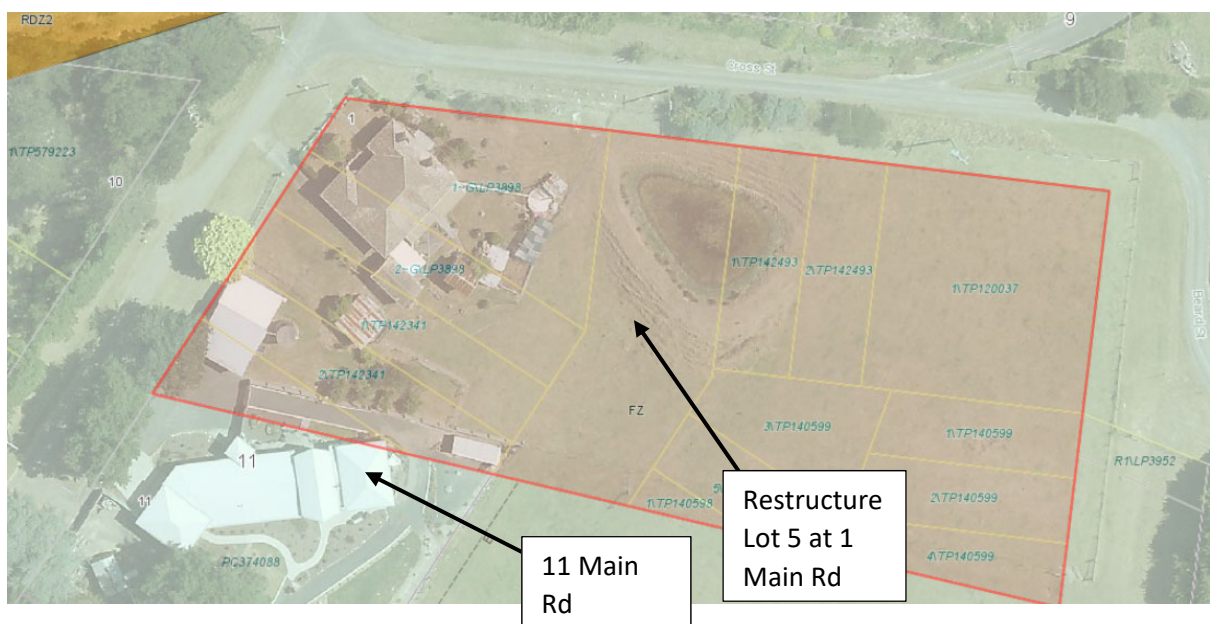 RDZ2
9
Cross St
1\TP579223
10
1
1~G\LP3898
2~G\LP3898
1\TP142493
2\TP142493
1\TP120037
Brand St
1\TP142341
2\TP142341
FZ
3\TP140599
1\TP140599
R1\LP3952
11
11
1\TP140598
2\TP140599
4\TP140599
PC374088
Restructure
Lot 5 at 1
Main Rd
11 Main
Rd